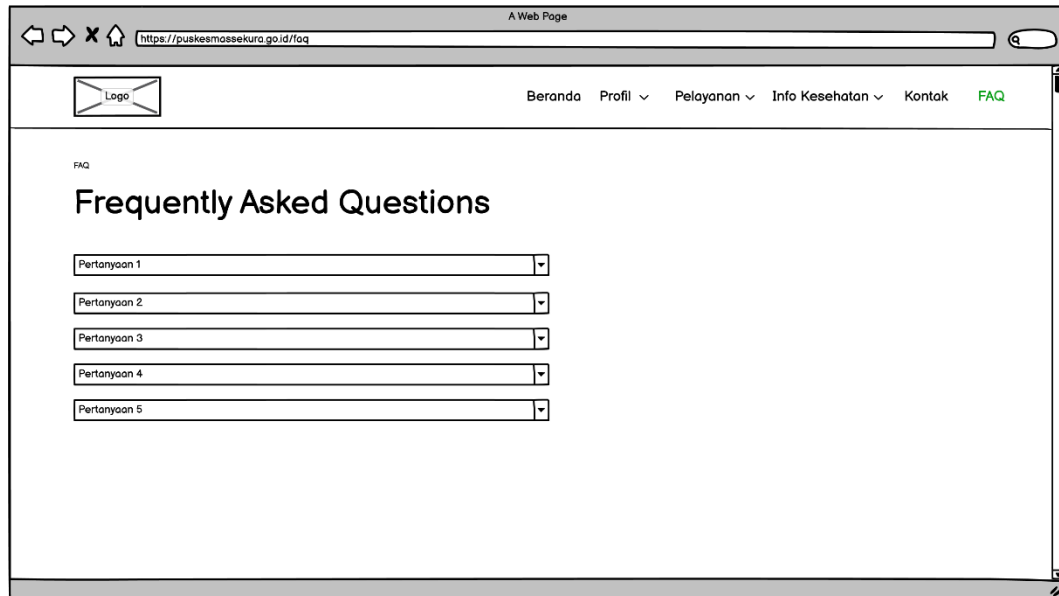 A Web Page
https://puskesmassekura.go.id/faq
Logo
Beranda Profil Pelayanan Info Kesehatan Kontak FAQ
FAQ
Frequently Asked Questions
Pertanyaan 1
Pertanyaan 2
Pertanyaan 3
Pertanyaan 4
Pertanyaan 5